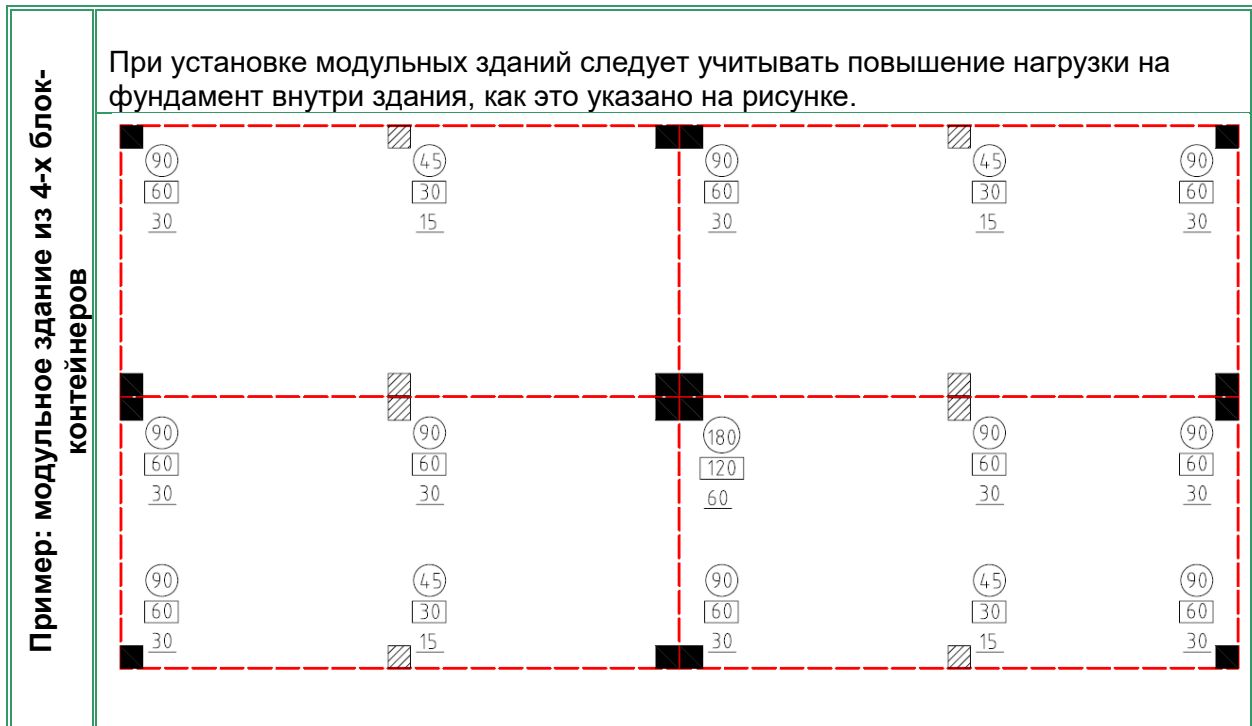 Пример: модульное здание из 4-х блок-
контейнеров
При установке модульных зданий следует учитывать повышение нагрузки на
фундамент внутри здания, как это указано на рисунке.
90 45 90 45 90
60 30 60 30 60
30 15 30 15 30
90 90 180 90 90
60 60 120 60 60
30 30 60 30 30
90 45 90 45 90
60 30 60 30 60
30 15 30 15 30